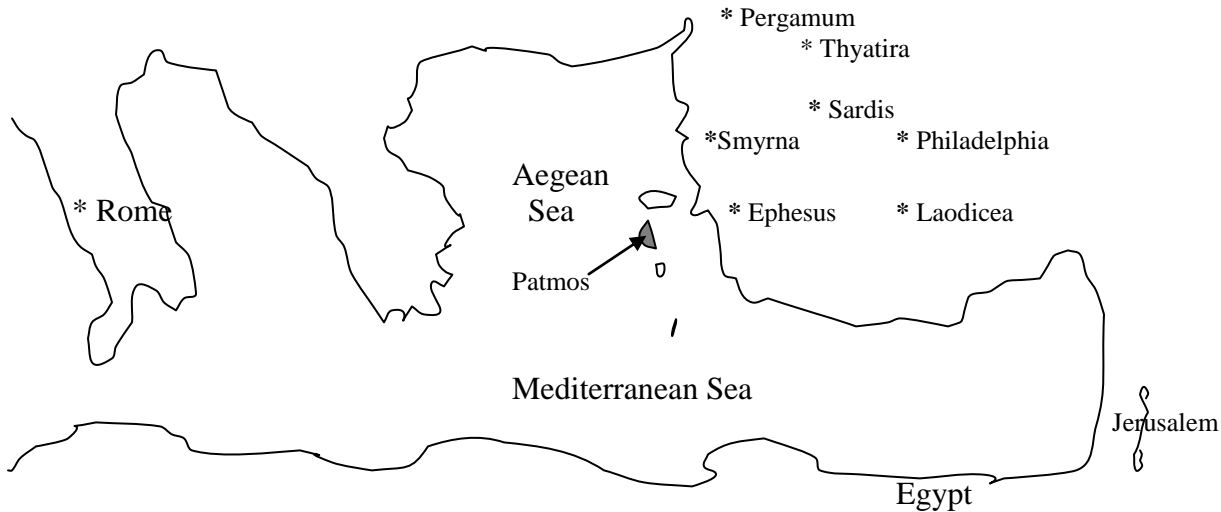 * Pergamum
* Thyatira
* Sardis
*Smyrna
* Philadelphia
Aegean
Sea
* Rome
* Ephesus
* Laodicea
Patmos
Mediterranean Sea
Jerusalem
Egypt